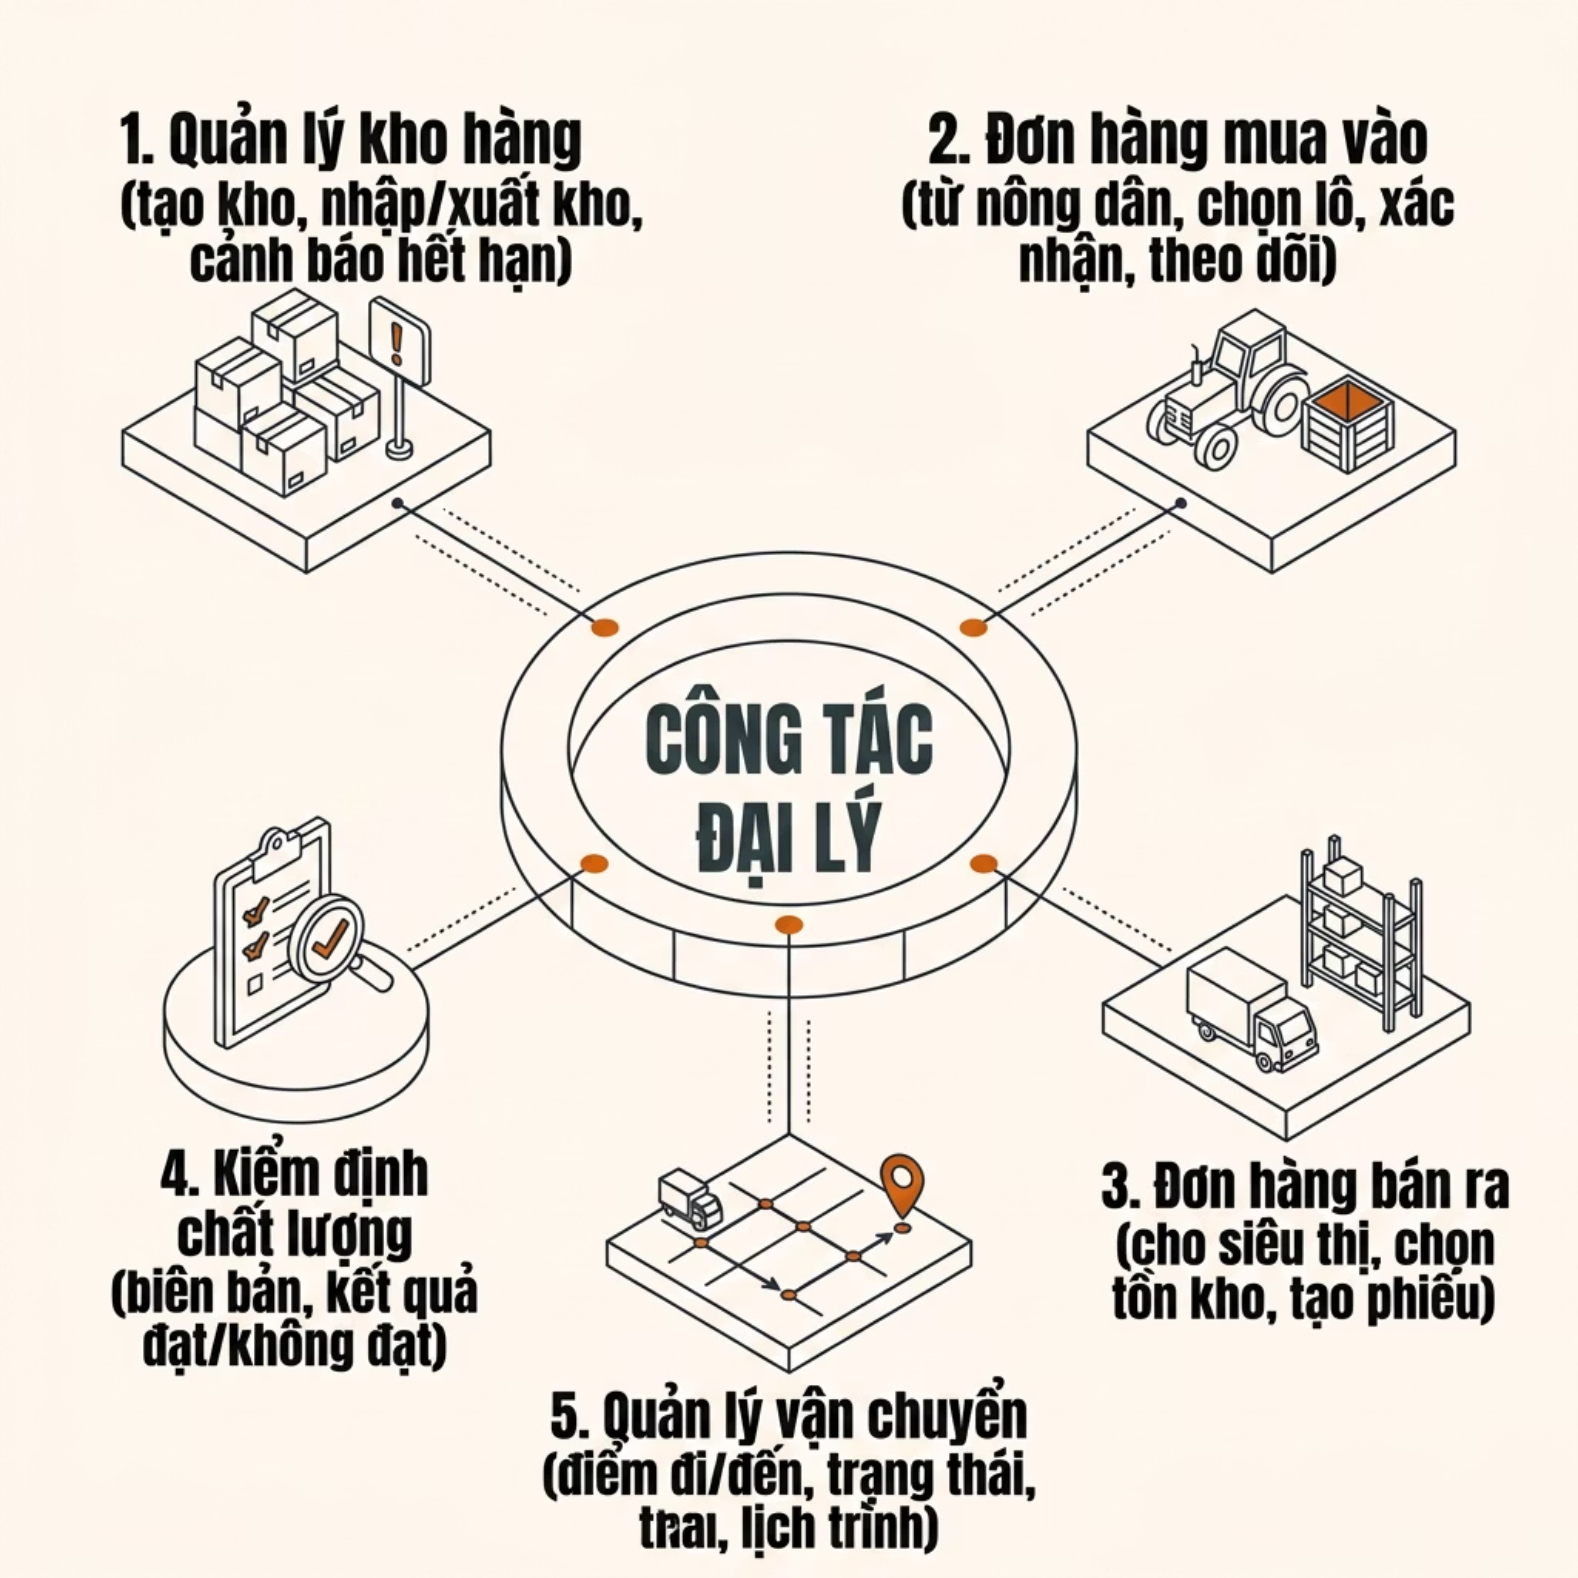 1. Quản lý kho hàng
(tạo kho, nhập/xuất kho,
cảnh báo hết hạn)
2. Đơn hàng mua vào
(từ nông dân, chọn lô, xác
nhận, theo dõi)
CÔNG TÁC
ĐẠI LÝ
4. Kiểm định
chất lượng
(biên bản, kết quả
đạt/không đạt)
3. Đơn hàng bán ra
(cho siêu thị, chọn
tồn kho, tạo phiếu)
5. Quản lý vận chuyển
(điểm đi/đến, trạng thái,
lịch trình)